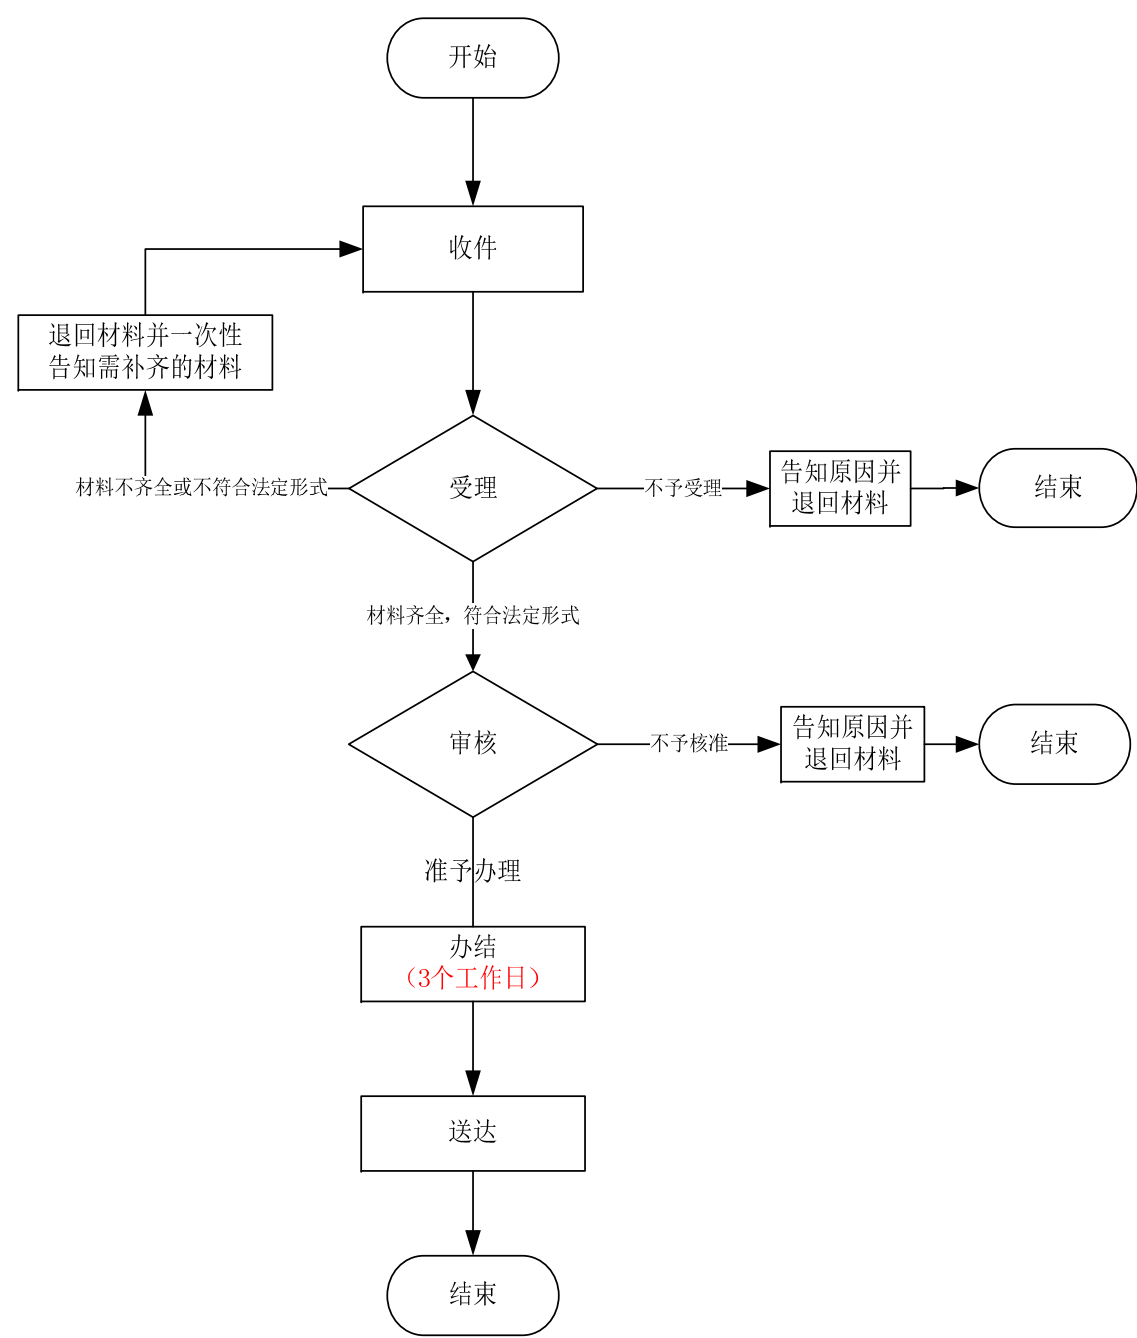 开始
收件
退回材料并一次性
告知需补齐的材料
材料不齐全或不符合法定形式
受理
不予受理
告知原因并
退回材料
结束
材料齐全，符合法定形式
审核
不予核准
告知原因并
退回材料
结束
准予办理
办结
（3个工作日）
送达
结束